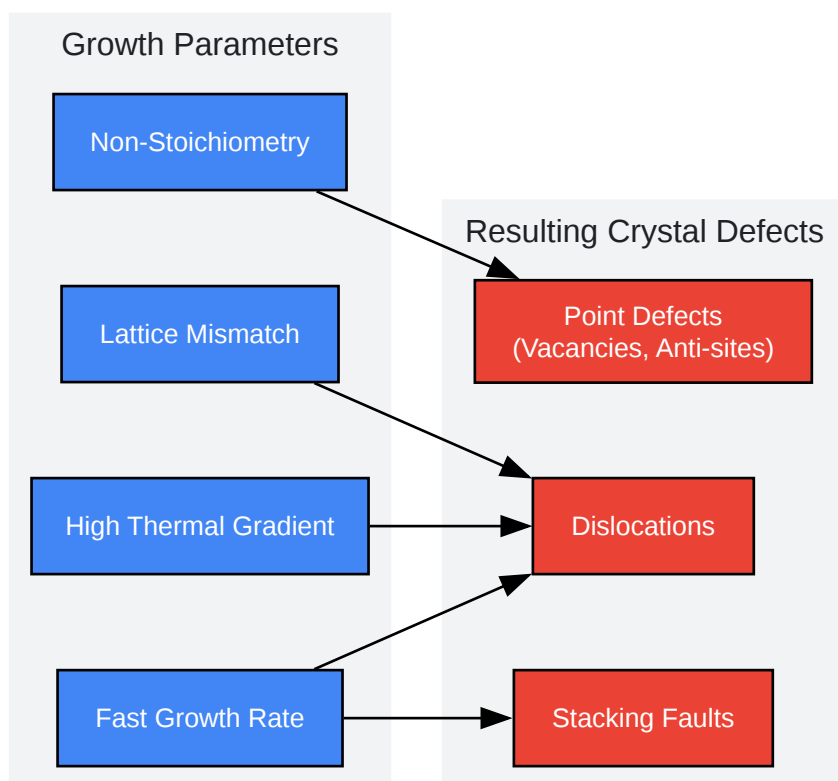 Growth Parameters
Non-Stoichiometry
Lattice Mismatch
High Thermal Gradient
Fast Growth Rate
Resulting Crystal Defects
Point Defects
(Vacancies, Anti-sites)
Dislocations
Stacking Faults